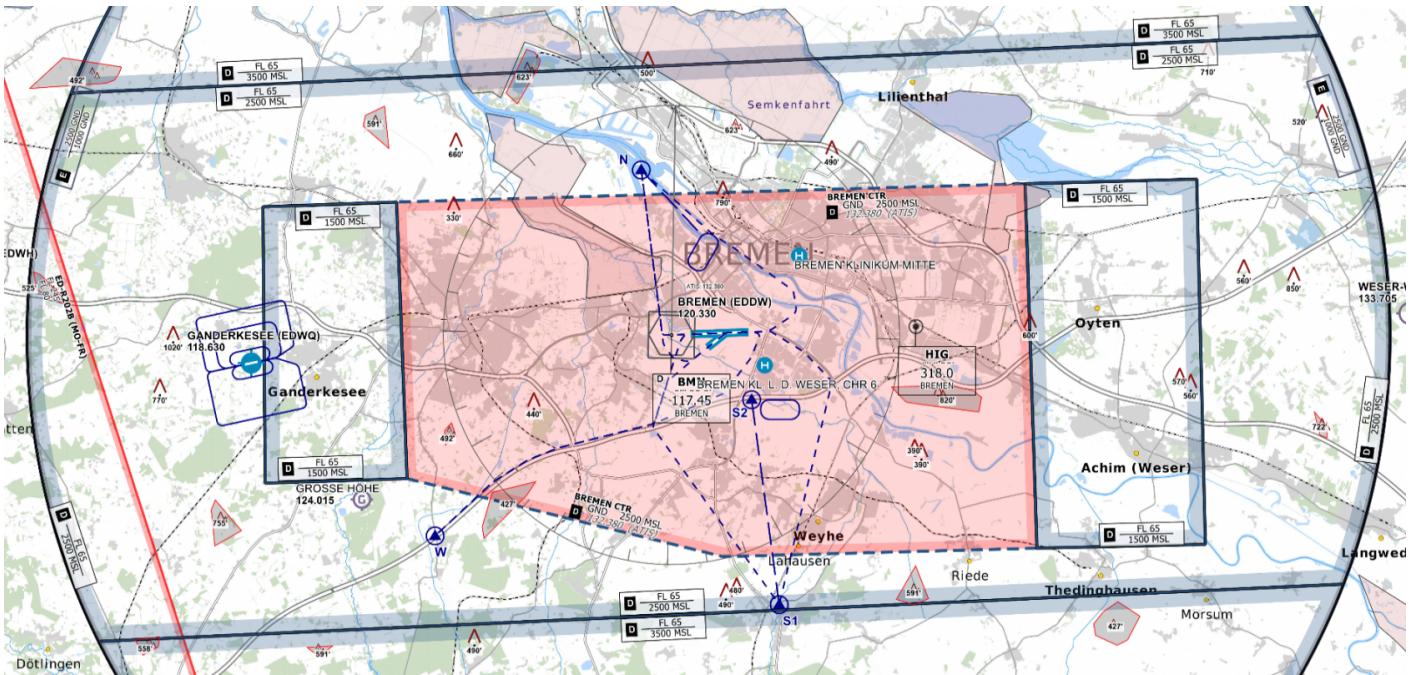 D FL 65
3500 MSL
D FL 65
2500 MSL
710'
D FL 65
3500 MSL
D FL 65
2500 MSL
492'
623'
500'
Semkenfahrt
Lilienthal
E
2500 GND
1000 GND
520'
591'
660'
623'
490'
2500 GND
1000 GND
E
N
D FL 65
1500 MSL
330'
790'
BREMEN CTR
D GND 2500 MSL
132.380 (ATIS)
D FL 65
1500 MSL
BREMEN
H
BREMEN KLINIKUM MITTE
(EDWH)
525'
ED-R202B (MO-FR)
ATIS: 132.380
BREMEN (EDDW)
120.330
560'
850'
WESER-W
133.705
GANDERKESEE (EDWQ)
118.630
1020'
600'
Oyten
Ganderkesee
770'
D
BMN
117.45
BREMEN
H
BREMEN KL. L. D. WESER, CHR 6
HIG
318.0
BREMEN
820'
570'
560'
S2
440'
492'
390'
390'
722'
D FL 65
2500 MSL
tten
D FL 65
1500 MSL
GROSSE HÖHE
124.015
G
Achim (Weser)
755'
427'
BREMEN CTR
D GND 2500 MSL
132.380 (ATIS)
D FL 65
2500 MSL
W
Weyhe
Lahausen
D FL 65
1500 MSL
Langwed
Riede
Thedinghausen
480'
490'
591'
D FL 65
2500 MSL
D FL 65
3500 MSL
S1
Morsum
427'
558'
591'
490'
Dötlingen